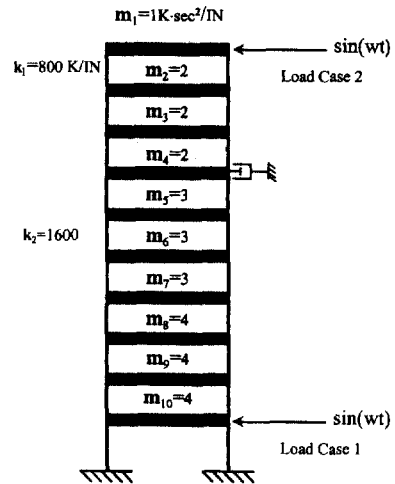 m₁=1K·sec²/IN
sin(wt)
k₁=800 K/IN
m₂=2
Load Case 2
m₃=2
m₄=2
m₅=3
k₂=1600
m₆=3
m₇=3
m₈=4
m₉=4
m₁₀=4
sin(wt)
Load Case 1